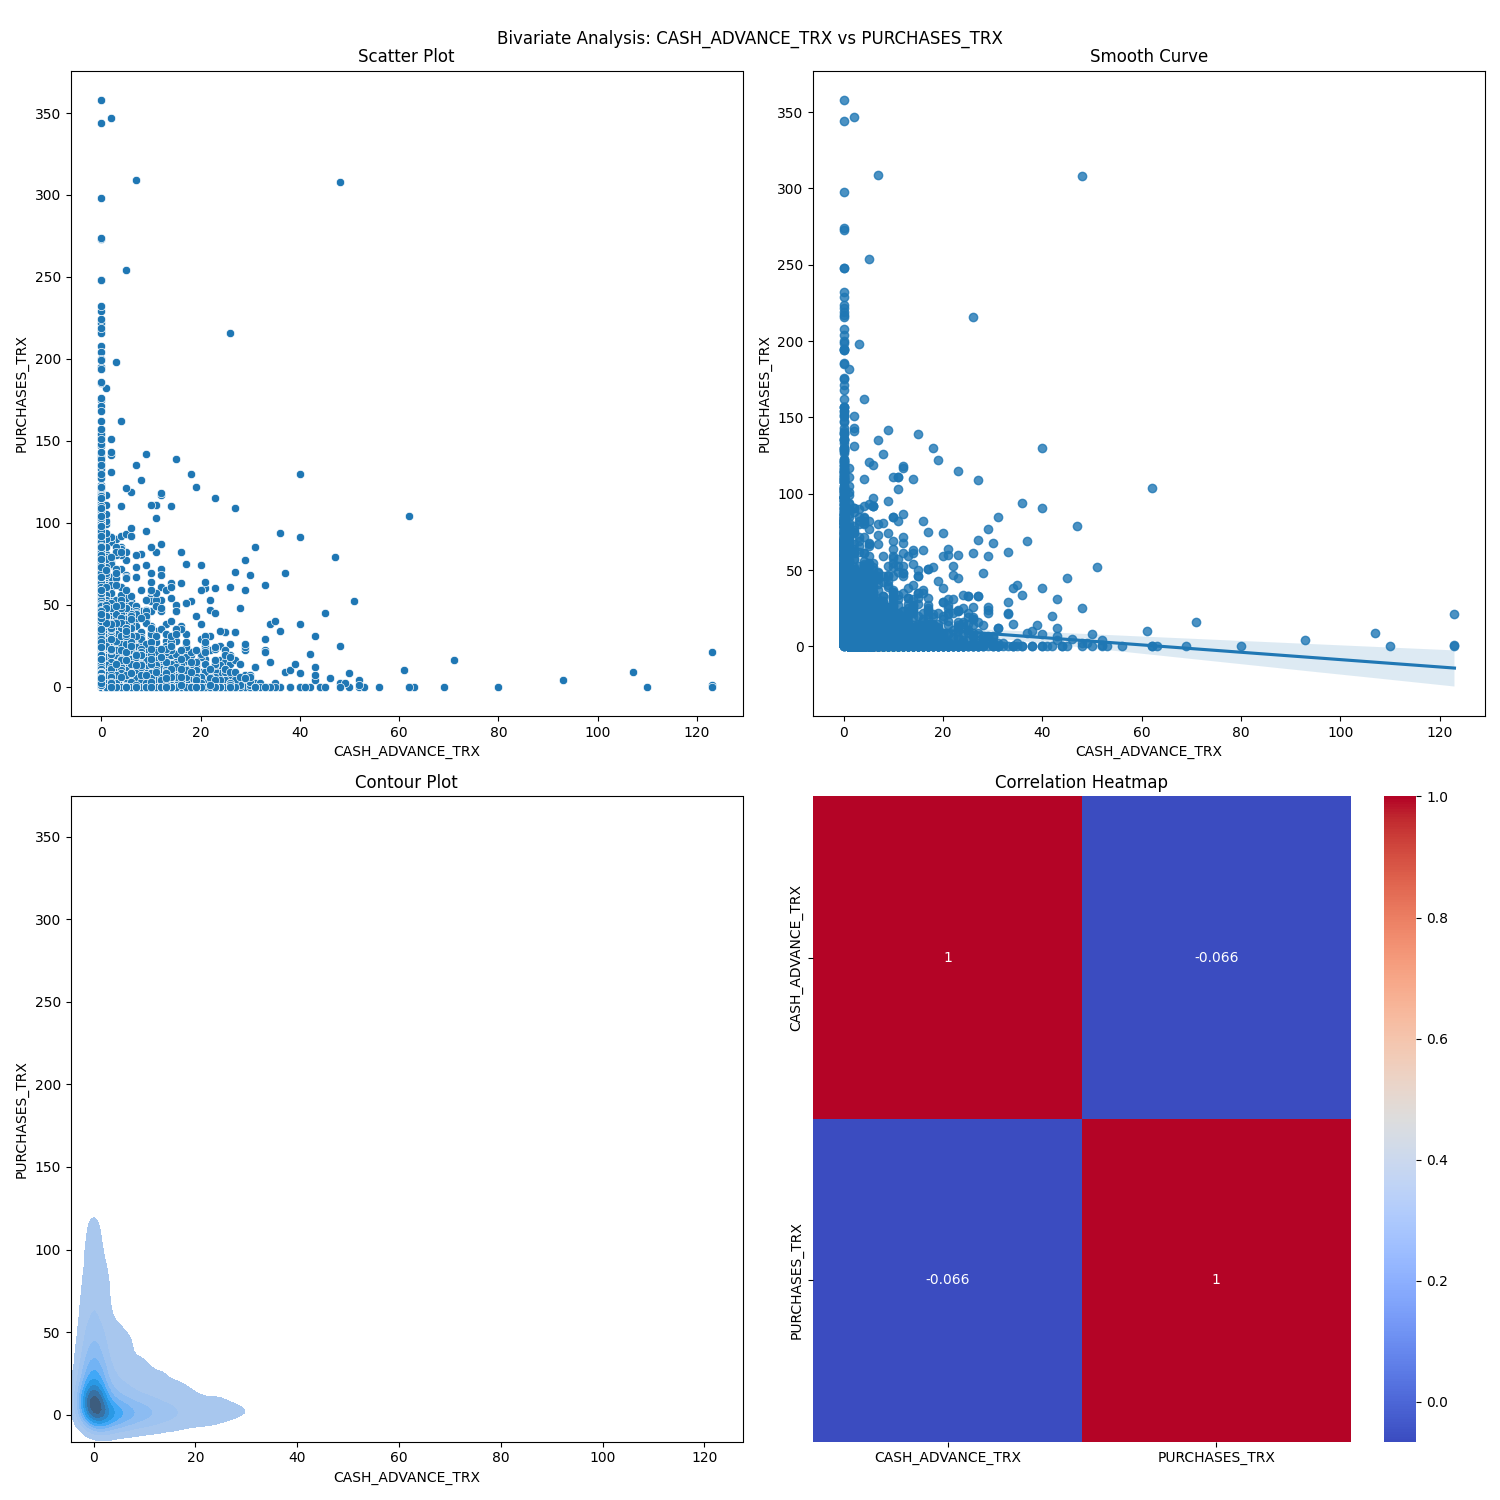 Bivariate Analysis: CASH_ADVANCE_TRX vs PURCHASES_TRX
Scatter Plot
350
300
250
200
150
100
50
0
PURCHASES_TRX
0 20 40 60 80 100 120
CASH_ADVANCE_TRX
Smooth Curve
350
300
250
200
150
100
50
0
PURCHASES_TRX
0 20 40 60 80 100 120
CASH_ADVANCE_TRX
Contour Plot
350
300
250
200
150
100
50
0
PURCHASES_TRX
0 20 40 60 80 100 120
CASH_ADVANCE_TRX
Correlation Heatmap
CASH_ADVANCE_TRX
PURCHASES_TRX
1 -0.066
-0.066 1
CASH_ADVANCE_TRX PURCHASES_TRX
1.0
0.8
0.6
0.4
0.2
0.0